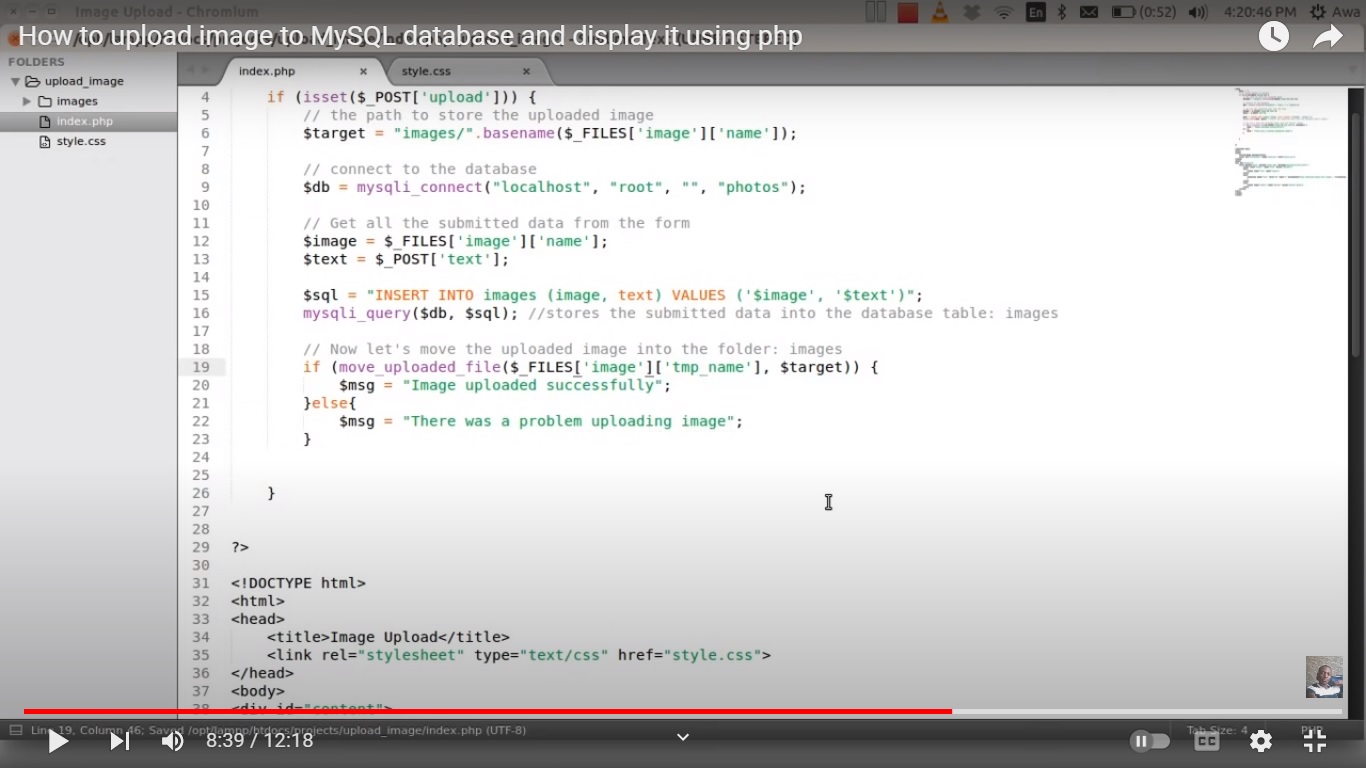 Image Upload - Chromium
En
(0:52)
4:20:46 PM
Awa
How to upload image to MySQL database and display it using php
FOLDERS
upload_image
images
index.php
style.css
index.php ×
style.css ×
4 if (isset($_POST['upload'])) {
5 // the path to store the uploaded image
6 $target = "images/".basename($_FILES['image']['name']);
7
8 // connect to the database
9 $db = mysqli_connect("localhost", "root", "", "photos");
10
11 // Get all the submitted data from the form
12 $image = $_FILES['image']['name'];
13 $text = $_POST['text'];
14
15 $sql = "INSERT INTO images (image, text) VALUES ('$image', '$text')";
16 mysqli_query($db, $sql); //stores the submitted data into the database table: images
17
18 // Now let's move the uploaded image into the folder: images
19 if (move_uploaded_file($_FILES['image']['tmp_name'], $target)) {
20 $msg = "Image uploaded successfully";
21 }else{
22 $msg = "There was a problem uploading image";
23 }
24
25
26 }
27
28
29 ?>
30
31 <!DOCTYPE html>
32 <html>
33 <head>
34 <title>Image Upload</title>
35 <link rel="stylesheet" type="text/css" href="style.css">
36 </head>
37 <body>
38 <div id="content">
Line 19, Column 46; Saved /opt/lampp/htdocs/projects/upload_image/index.php (UTF-8)
Tab Size: 4
PHP
8:39 / 12:18
CC